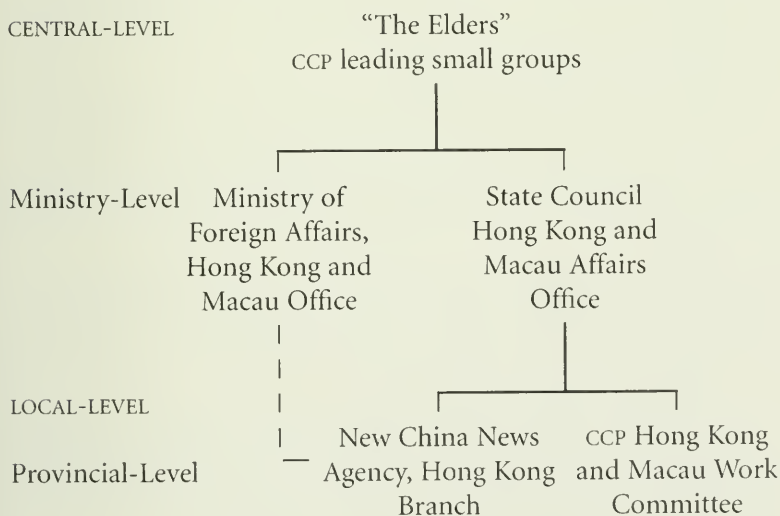 CENTRAL-LEVEL
“The Elders”
CCP leading small groups
Ministry-Level
Ministry of
Foreign Affairs,
Hong Kong and
Macau Office
State Council
Hong Kong and
Macau Affairs
Office
LOCAL-LEVEL
Provincial-Level
New China News
Agency, Hong Kong
Branch
CCP Hong Kong
and Macau Work
Committee